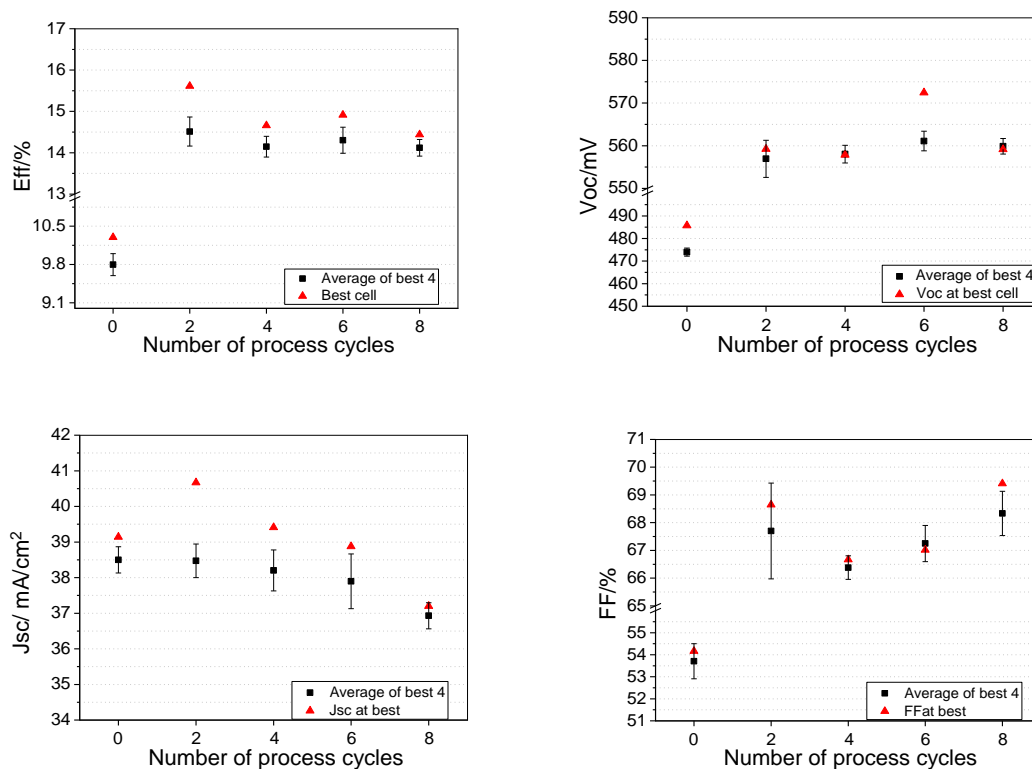 17
16
15
14
13
10.5
9.8
9.1
Eff/%
Average of best 4
Best cell
0 2 4 6 8
Number of process cycles
590
580
570
560
550
490
480
470
460
450
Voc/mV
Average of best 4
Voc at best cell
0 2 4 6 8
Number of process cycles
42
41
40
39
38
37
36
35
34
Jsc/ mA/cm²
Average of best 4
Jsc at best
0 2 4 6 8
Number of process cycles
71
70
69
68
67
66
65
55
54
53
52
51
FF/%
Average of best 4
FFat best
0 2 4 6 8
Number of process cycles